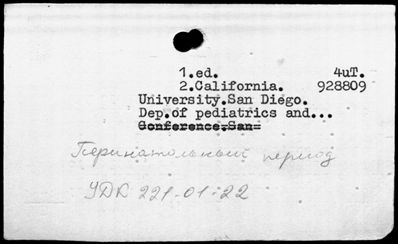 1.ed. 4uT.
2.California. 928809
University.San Diego.
Dep.of pediatrics and...
Conference.San=
Перинатольный период
УДК 221-01-22